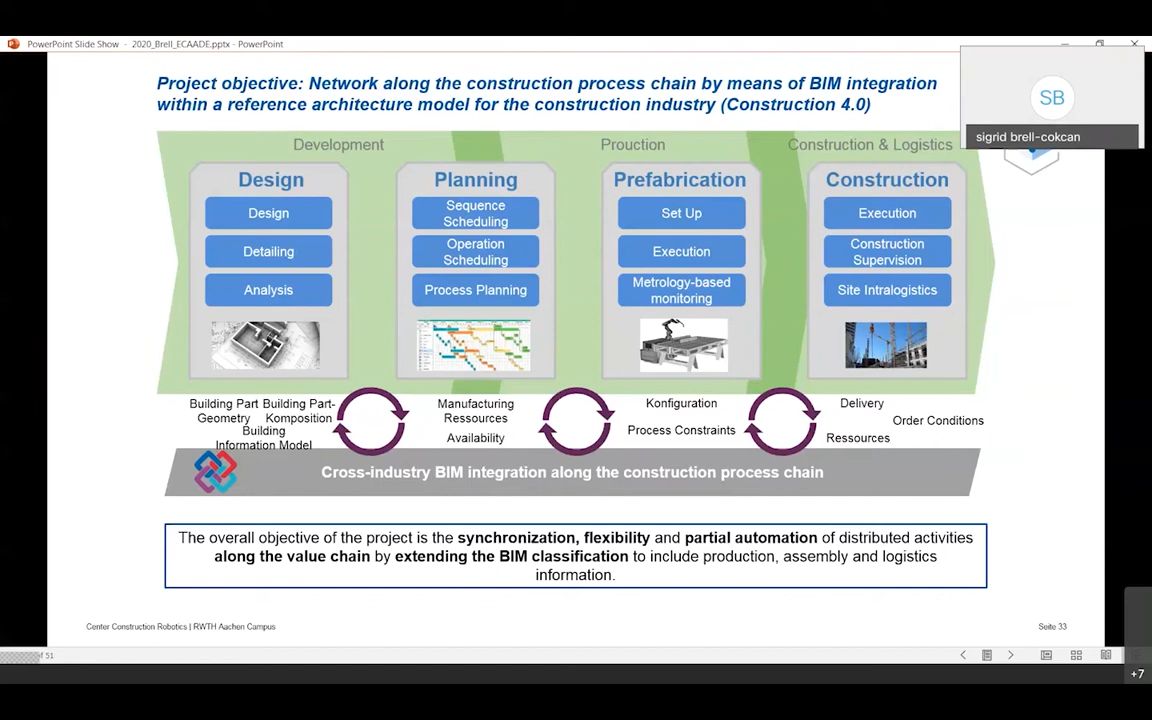 PowerPoint Slide Show - 2020_Brell_ECAADE.pptx - PowerPoint
Project objective: Network along the construction process chain by means of BIM integration
within a reference architecture model for the construction industry (Construction 4.0)
SB
sigrid brell-cokcan
Development
Prouction
Construction & Logistics
Design
Design
Detailing
Analysis
Planning
Sequence
Scheduling
Operation
Scheduling
Process Planning
Prefabrication
Set Up
Execution
Metrology-based
monitoring
Construction
Execution
Construction
Supervision
Site Intralogistics
Building Part
Geometry
Building Part-
Komposition
Building
Information Model
Manufacturing
Ressources
Availability
Konfiguration
Process Constraints
Delivery
Order Conditions
Ressources
Cross-industry BIM integration along the construction process chain
The overall objective of the project is the synchronization, flexibility and partial automation of distributed activities
along the value chain by extending the BIM classification to include production, assembly and logistics
information.
Center Construction Robotics | RWTH Aachen Campus
Seite 33
of 51
+7